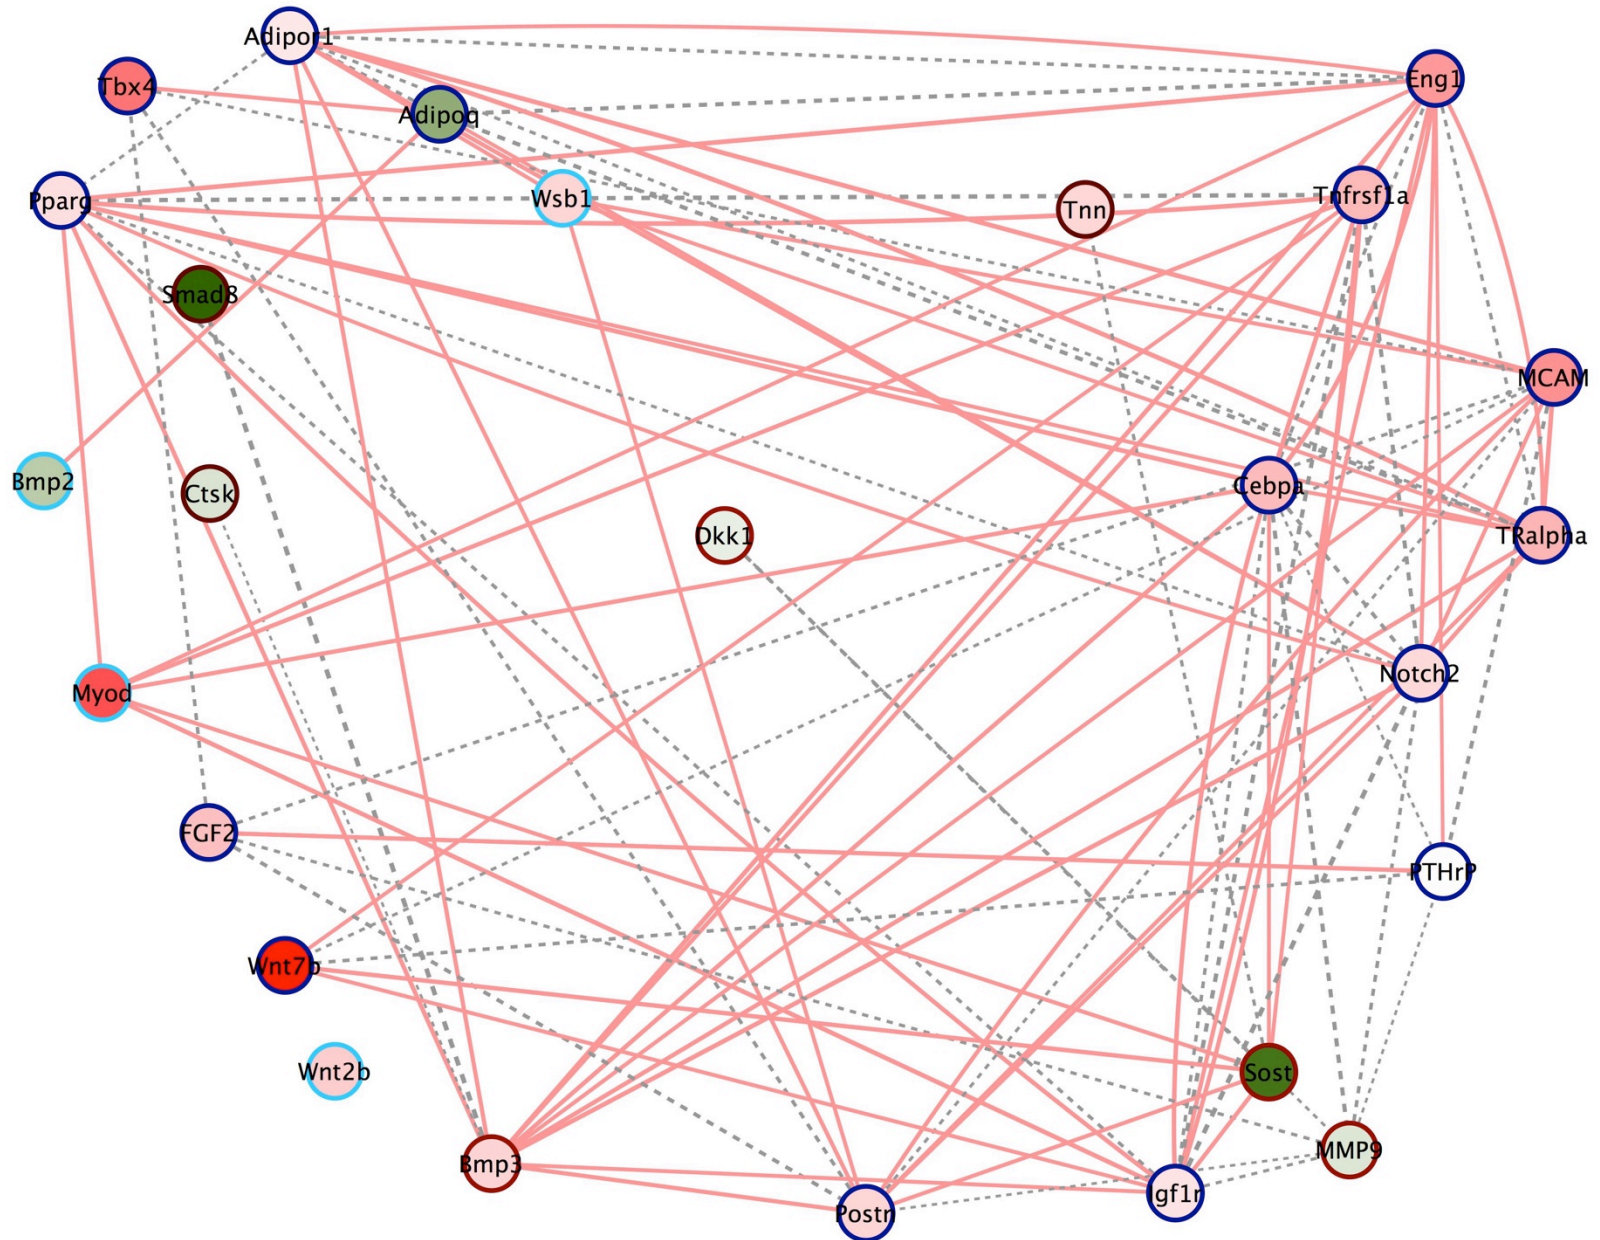 Adipor1
Eng1
Tbx4
Adipoq
Pparg
Wsb1
Tnn
Tnfrsf1a
Smad8
MCAM
Bmp2
Ctsk
Cebpa
Dkk1
TRalpha
Myod
Notch2
FGF2
PTHrP
Wnt7b
Wnt2b
Sost
Bmp3
MMP9
Postn
Igf1r